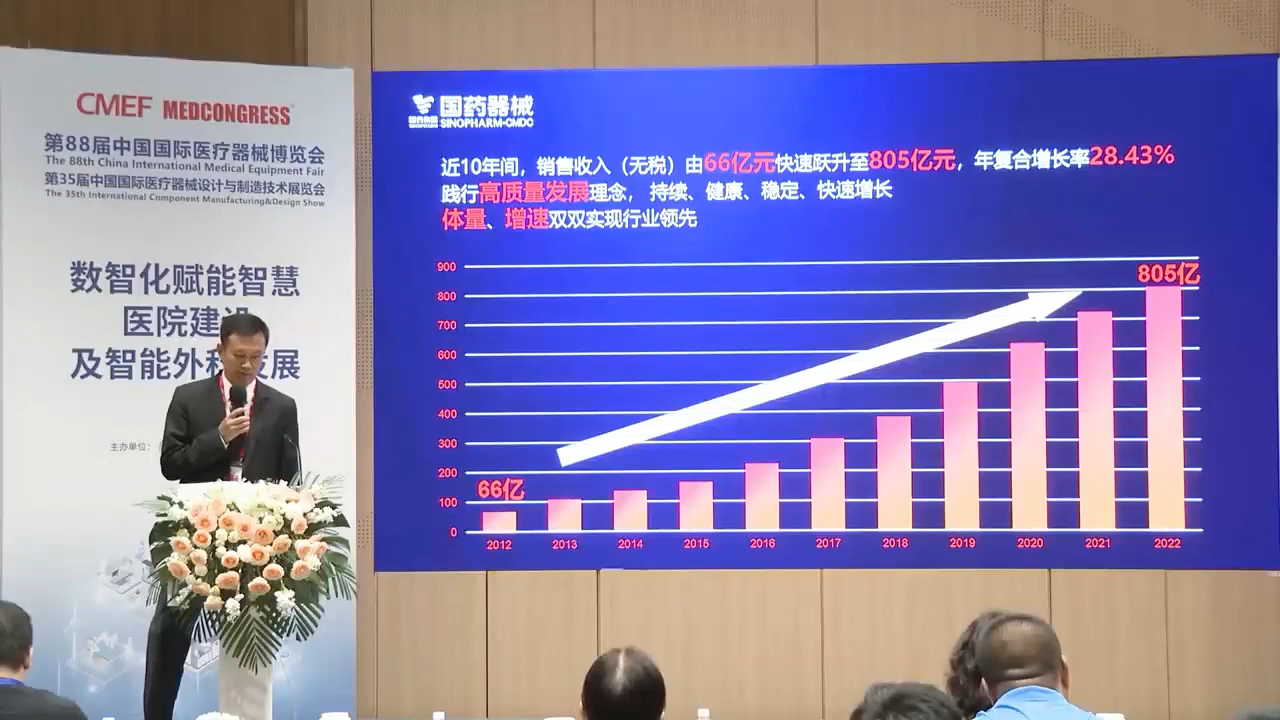 CMEF MEDCONGRESS
第88届中国国际医疗器械博览会
The 88th China International Medical Equipment Fair
第35届中国国际医疗器械设计与制造技术展览会
The 35th International Component Manufacturing&Design Show
数智化赋能智慧
医院建
及智能外 发展
主办单位：
国药器械
SINOPHARM-CMDC
近10年间，销售收入（无税）由66亿元快速跃升至805亿元，年复合增长率28.43%
践行高质量发展理念， 持续、健康、稳定、快速增长
体量、增速双双实现行业领先
900
800
700
600
500
400
300
200
100
0
66亿
805亿
2012 2013 2014 2015 2016 2017 2018 2019 2020 2021 2022